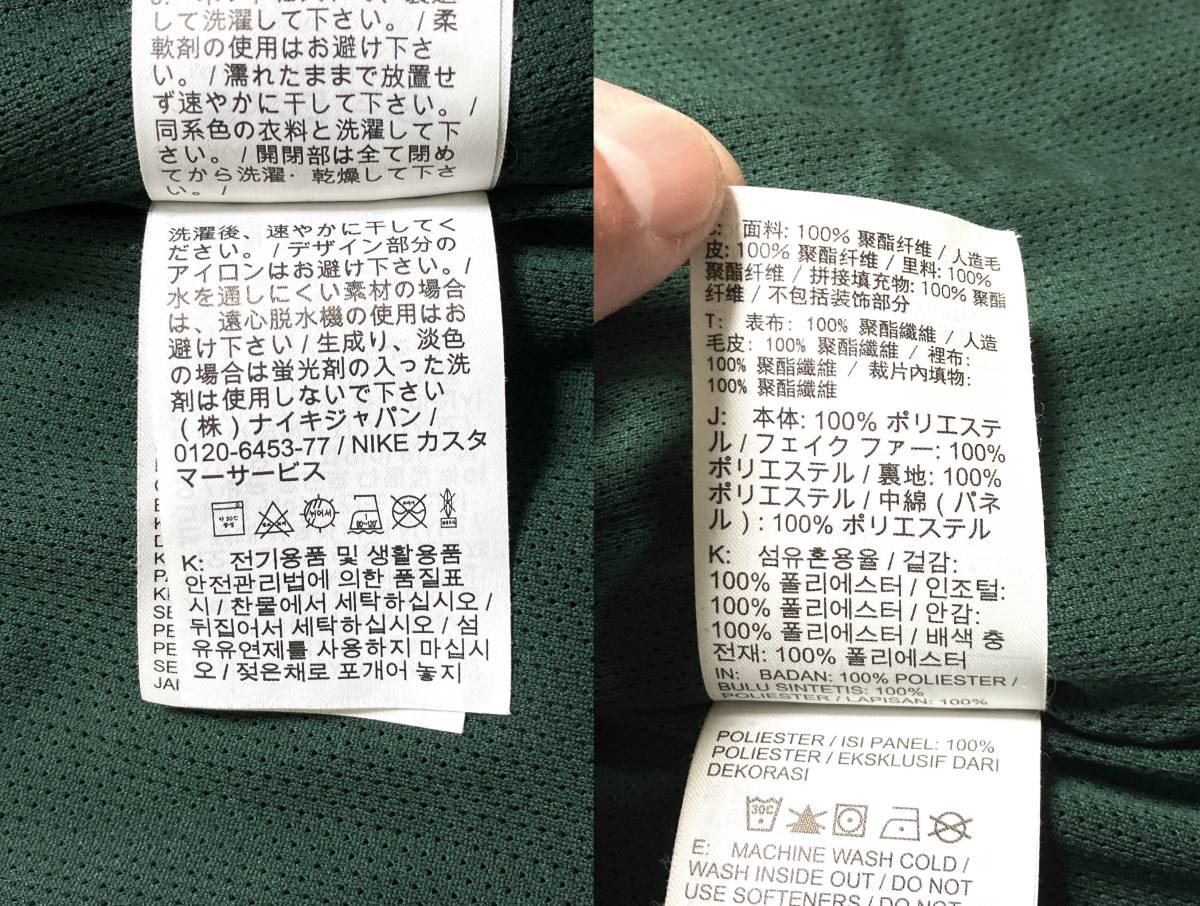 して洗濯して下さい。/ 柔
軟剤の使用はお避け下さ
い。/ 濡れたままで放置せ
ず速やかに干して下さい。/
同系色の衣料と洗濯して下
さい。/ 開閉部は全て閉め
てから洗濯・乾燥して下さ
い。/
洗濯後、速やかに干してく
ださい。/ デザイン部分の
アイロンはお避け下さい。/
水を通しにくい素材の場合
は、遠心脱水機の使用はお
避け下さい / 生成り、淡色
の場合は蛍光剤の入った洗
剤は使用しないで下さい
(株) ナイキジャパン /
0120-6453-77 / NIKE カスタ
マーサービス
K: 전기용품 및 생활용품
안전관리법에 의한 품질표
시 / 찬물에서 세탁하십시오 /
뒤집어서 세탁하십시오 / 섬
유유연제를 사용하지 마십시
오 / 젖은채로 포개어 놓지
面料: 100% 聚酯纤维 / 人造毛
皮: 100% 聚酯纤维 / 里料: 100%
聚酯纤维 / 拼接填充物: 100% 聚酯
纤维 / 不包括装饰部分
T: 表布: 100% 聚酯纖維 / 人造
毛皮: 100% 聚酯纖維 / 裡布:
100% 聚酯纖維 / 裁片內填物:
100% 聚酯纖維
J: 本体: 100% ポリエステ
ル / フェイク ファー: 100%
ポリエステル / 裏地: 100%
ポリエステル / 中綿 (パネ
ル) : 100% ポリエステル
K: 섬유혼용율 / 겉감:
100% 폴리에스터 / 인조털:
100% 폴리에스터 / 안감:
100% 폴리에스터 / 배색 충
전재: 100% 폴리에스터
IN: BADAN: 100% POLIESTER /
BULU SINTETIS: 100%
POLIESTER / LAPISAN: 100%
POLIESTER / ISI PANEL: 100%
POLIESTER / EKSKLUSIF DARI
DEKORASI
30C
E: MACHINE WASH COLD /
WASH INSIDE OUT / DO NOT
USE SOFTENERS / DO NOT